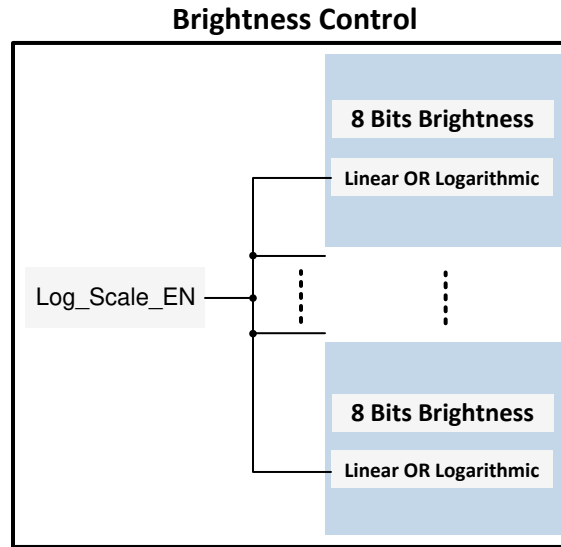 Brightness Control
8 Bits Brightness
Linear OR Logarithmic
Log_Scale_EN
8 Bits Brightness
Linear OR Logarithmic